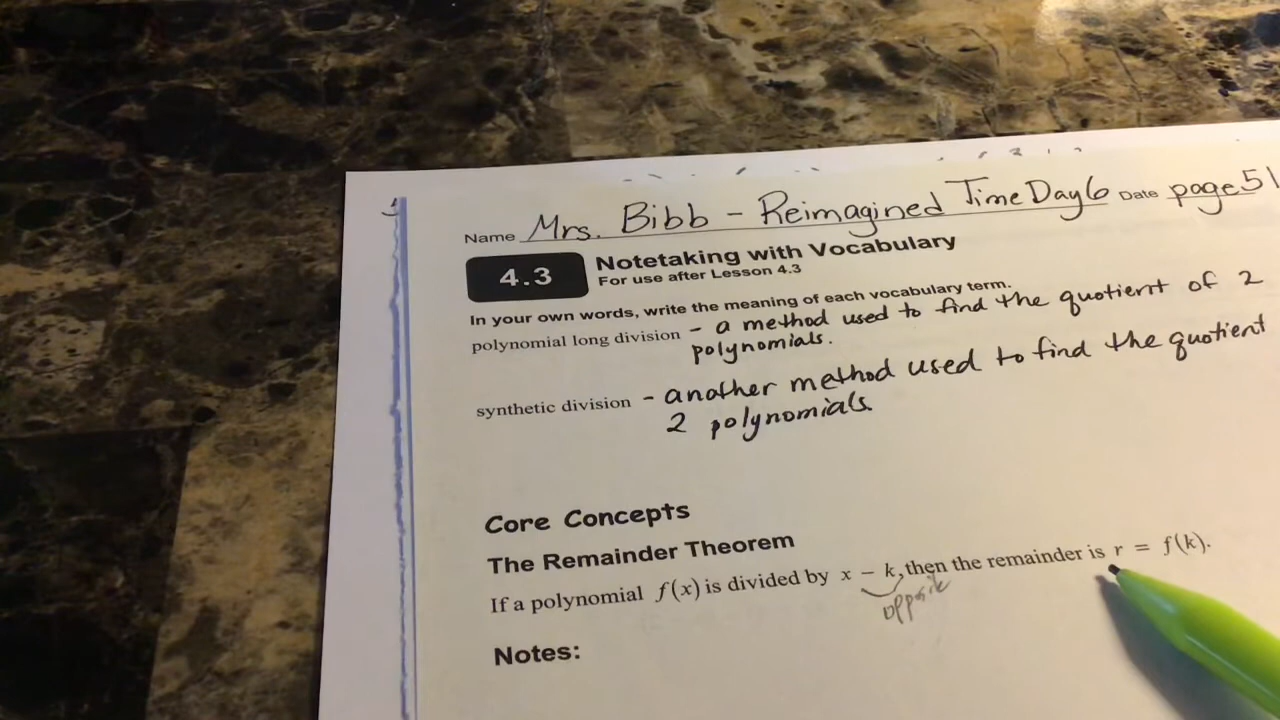 Name Mrs. Bibb - Reimagined Time Day 6 Date page 51
4.3 Notetaking with Vocabulary
For use after Lesson 4.3
In your own words, write the meaning of each vocabulary term.
polynomial long division - a method used to find the quotient of 2
polynomials.
synthetic division - another method used to find the quotient
2 polynomials.
Core Concepts
The Remainder Theorem
If a polynomial f(x) is divided by x - k, then the remainder is r = f(k).
opposite
Notes: